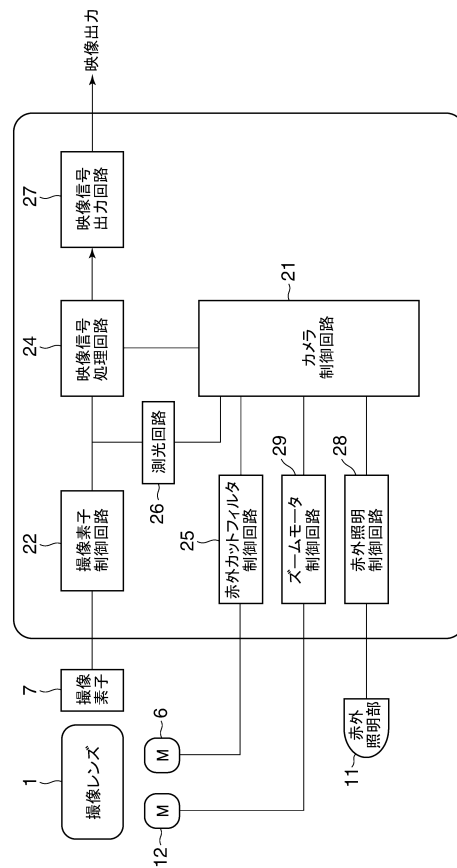 1
撮像レンズ
7
撮像
素子
22
撮像素子
制御回路
24
映像信号
処理回路
27
映像信号
出力回路
映像出力
測光回路
26
21
カメラ
制御回路
12
M
6
M
25
赤外カットフィルタ
制御回路
29
ズームモータ
制御回路
28
赤外照明
制御回路
11
赤外
照明部